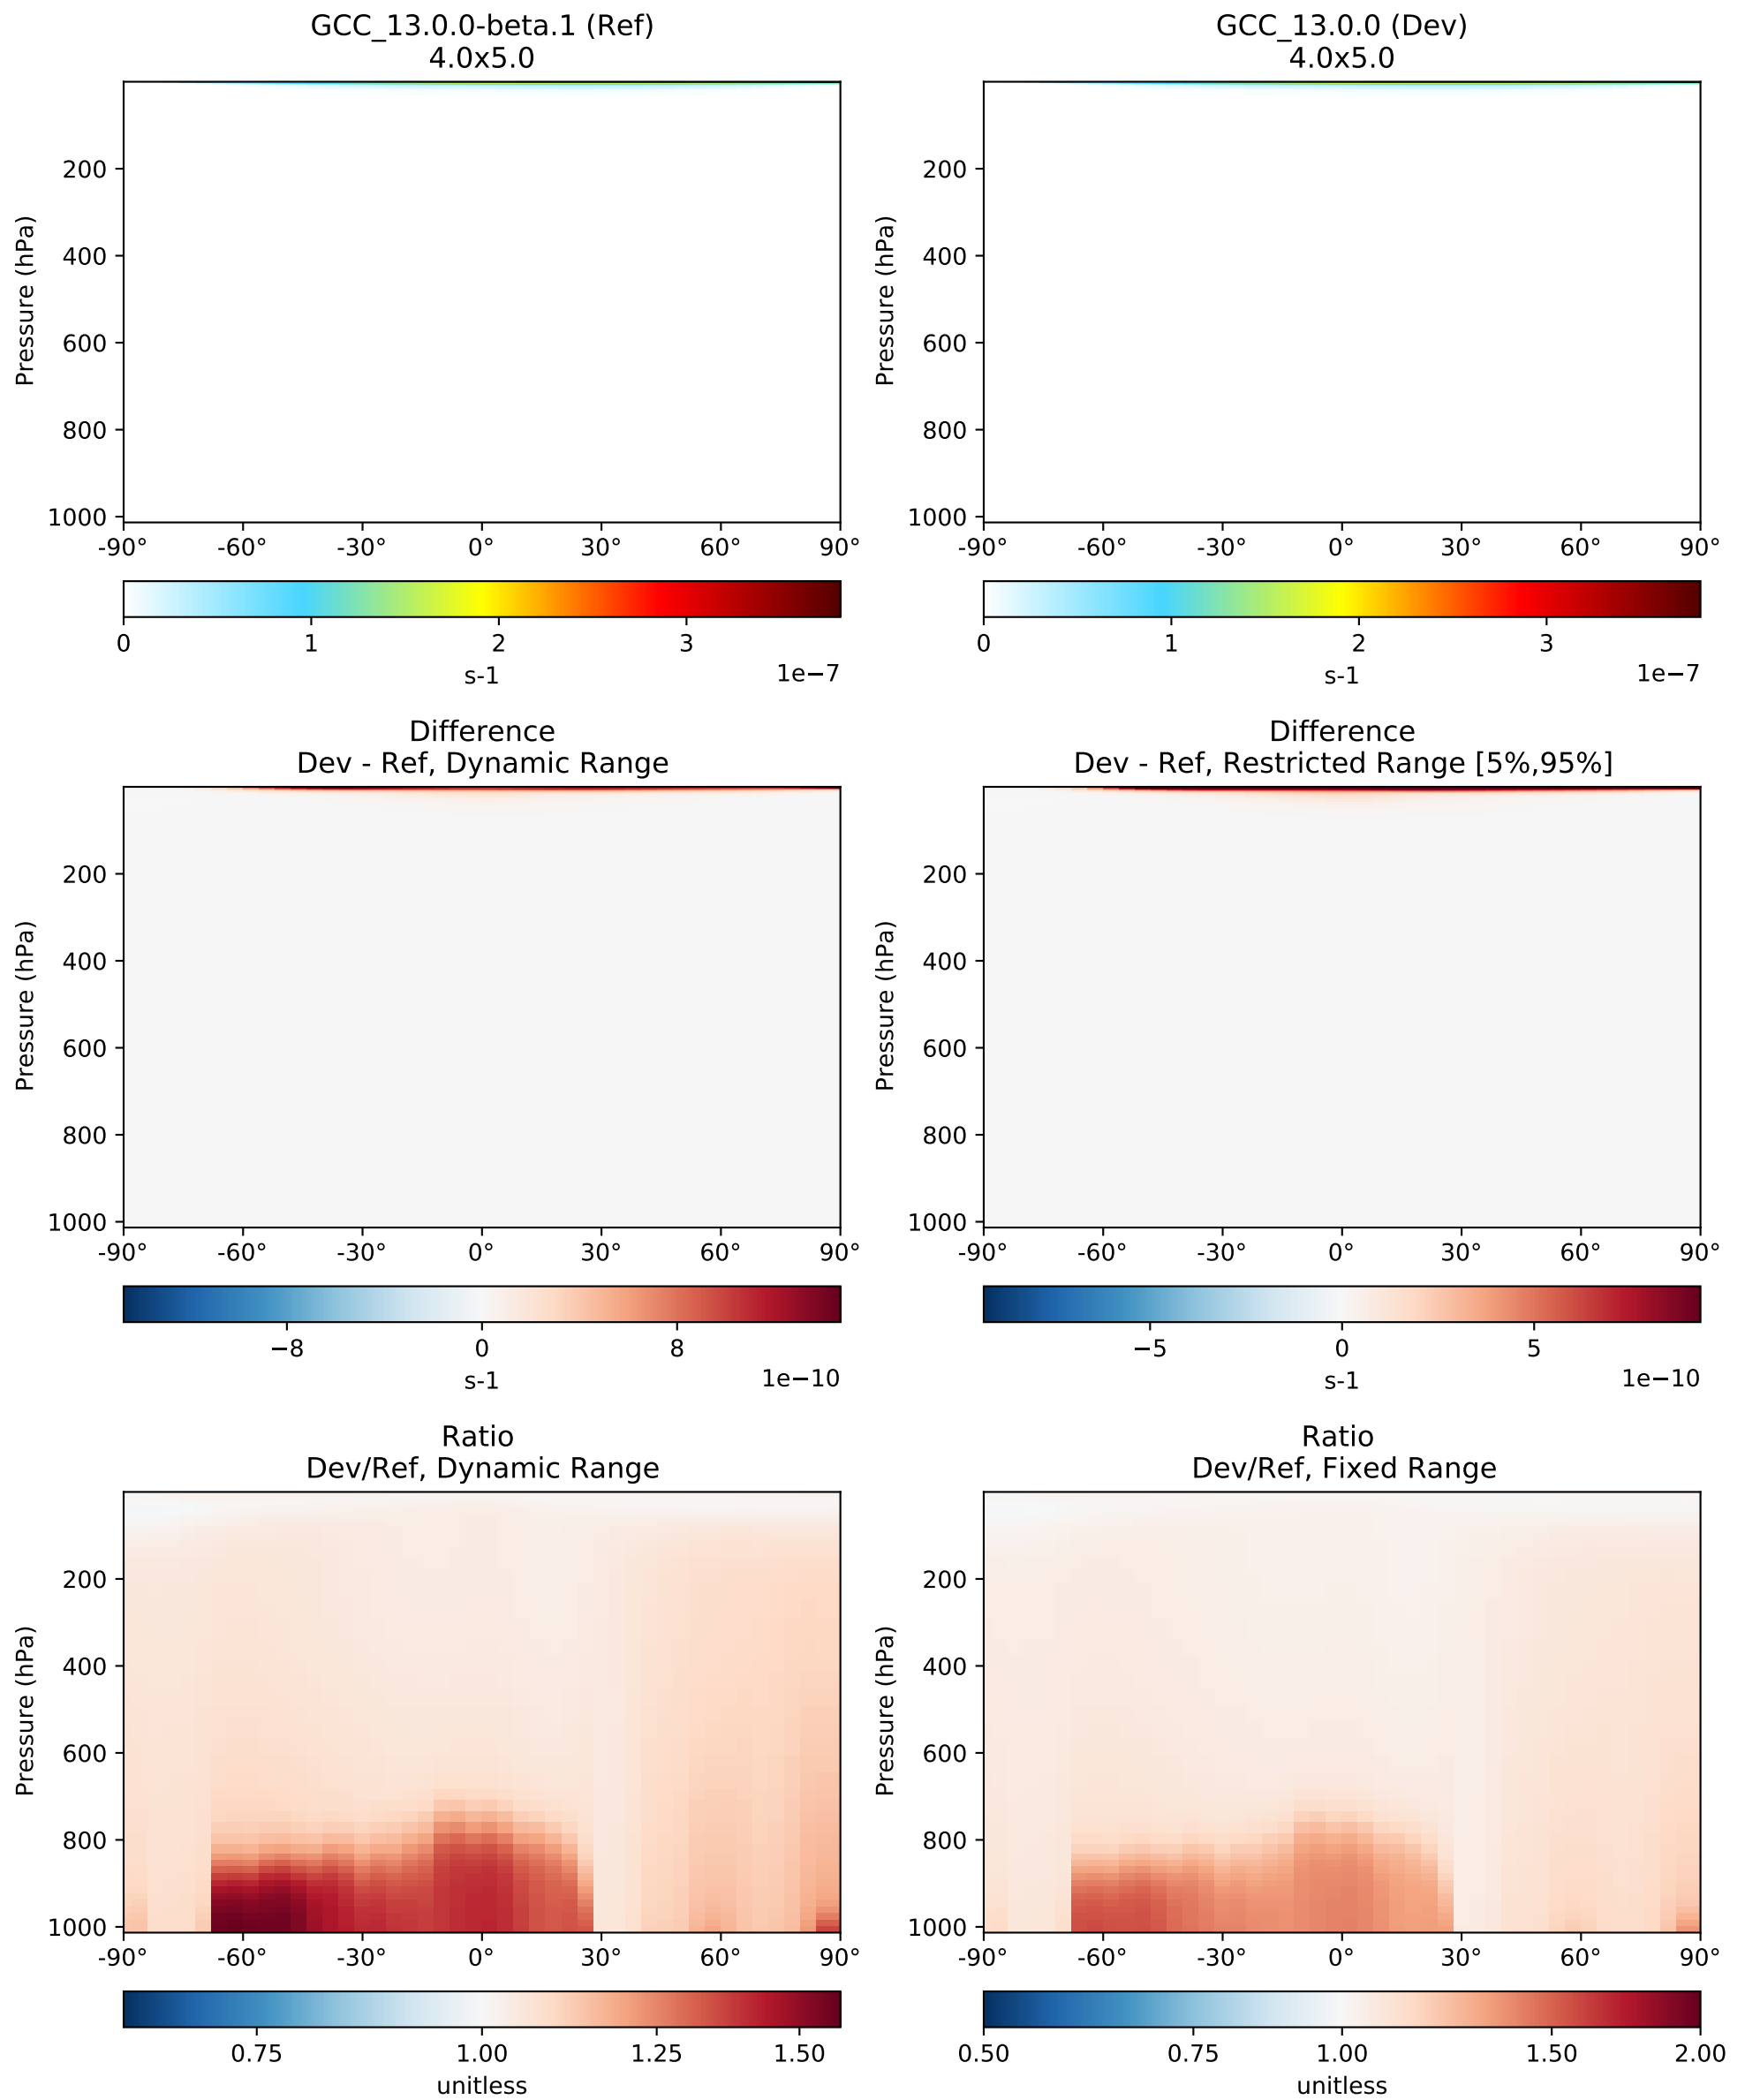 GCC_13.0.0-beta.1 (Ref)
4.0x5.0
Pressure (hPa)
200
400
600
800
1000
-90° -60° -30° 0° 30° 60° 90°
0 1 2 3
s-1
1e−7
GCC_13.0.0 (Dev)
4.0x5.0
Pressure (hPa)
200
400
600
800
1000
-90° -60° -30° 0° 30° 60° 90°
0 1 2 3
s-1
1e−7
Difference
Dev - Ref, Dynamic Range
Pressure (hPa)
200
400
600
800
1000
-90° -60° -30° 0° 30° 60° 90°
−8 0 8
s-1
1e−10
Difference
Dev - Ref, Restricted Range [5%,95%]
Pressure (hPa)
200
400
600
800
1000
-90° -60° -30° 0° 30° 60° 90°
−5 0 5
s-1
1e−10
Ratio
Dev/Ref, Dynamic Range
Pressure (hPa)
200
400
600
800
1000
-90° -60° -30° 0° 30° 60° 90°
0.75 1.00 1.25 1.50
unitless
Ratio
Dev/Ref, Fixed Range
Pressure (hPa)
200
400
600
800
1000
-90° -60° -30° 0° 30° 60° 90°
0.50 0.75 1.00 1.50 2.00
unitless